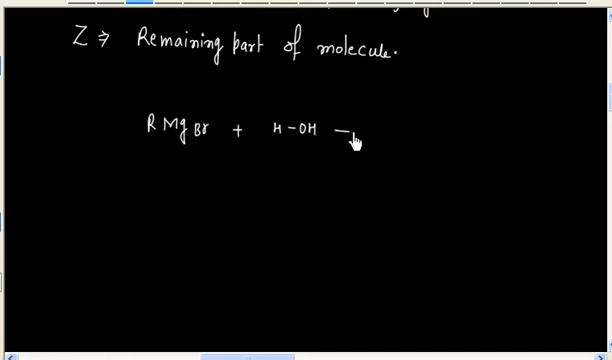 Z ⇒ Remaining part of molecule.
R Mg Br + H - OH —